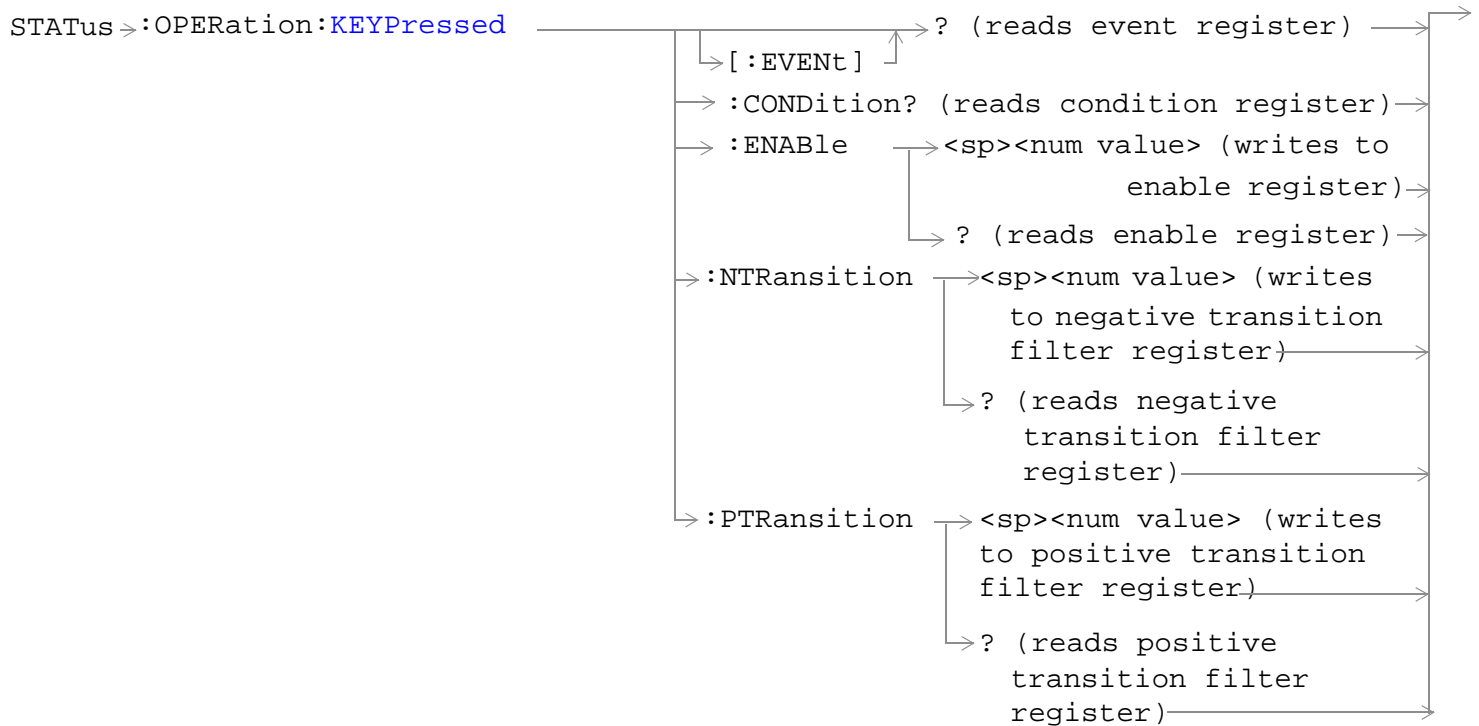 STATus :OPERation:KEYPressed ? (reads event register)
[:EVENt]
:CONDition? (reads condition register)
:ENABle <sp><num value> (writes to
enable register)
? (reads enable register)
:NTRansition <sp><num value> (writes
to negative transition
filter register)
? (reads negative
transition filter
register)
:PTRansition <sp><num value> (writes
to positive transition
filter register)
? (reads positive
transition filter
register)